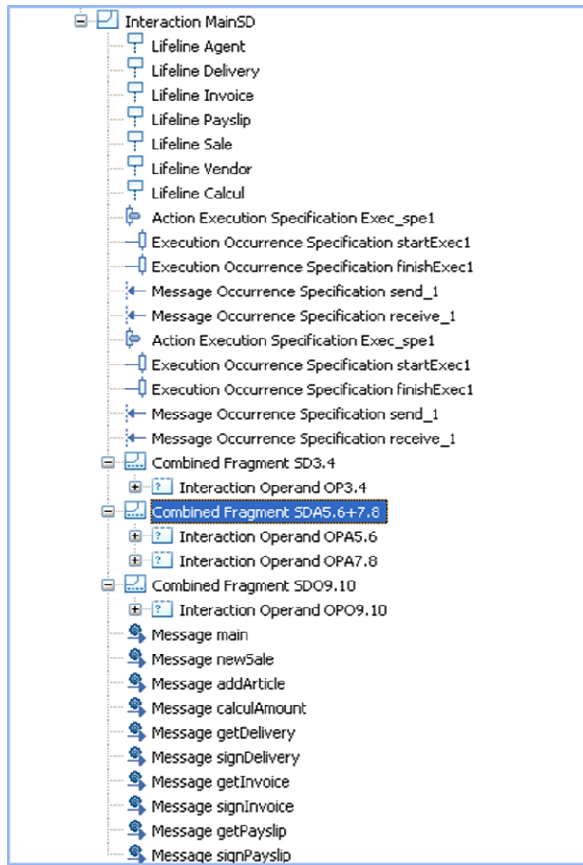 Interaction MainSD
Lifeline Agent
Lifeline Delivery
Lifeline Invoice
Lifeline Payslip
Lifeline Sale
Lifeline Vendor
Lifeline Calcul
Action Execution Specification Exec_spe1
Execution Occurrence Specification startExec1
Execution Occurrence Specification finishExec1
Message Occurrence Specification send_1
Message Occurrence Specification receive_1
Action Execution Specification Exec_spe1
Execution Occurrence Specification startExec1
Execution Occurrence Specification finishExec1
Message Occurrence Specification send_1
Message Occurrence Specification receive_1
Combined Fragment SD3.4
Interaction Operand OP3.4
Combined Fragment SDA5.6+7.8
Interaction Operand OPA5.6
Interaction Operand OPA7.8
Combined Fragment SDO9.10
Interaction Operand OPO9.10
Message main
Message newSale
Message addArticle
Message calculAmount
Message getDelivery
Message signDelivery
Message getInvoice
Message signInvoice
Message getPayslip
Message signPayslip